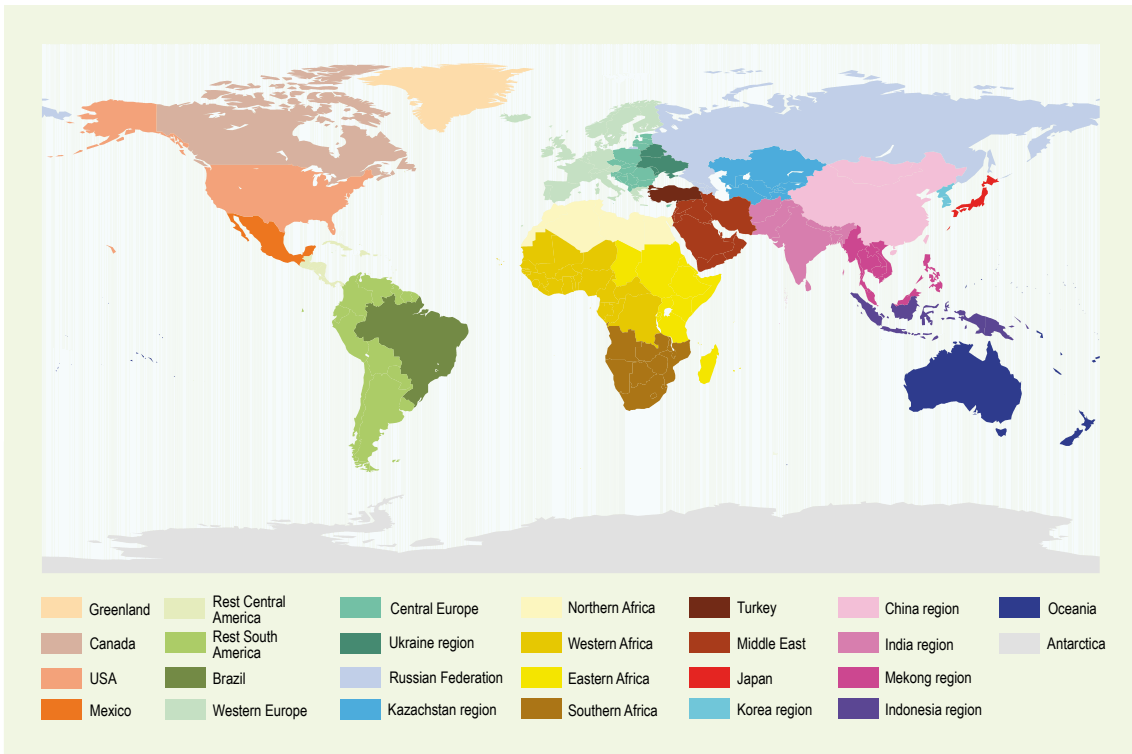 Greenland
Canada
USA
Mexico
Rest Central
America
Rest South
America
Brazil
Western Europe
Central Europe
Ukraine region
Russian Federation
Kazachstan region
Northern Africa
Western Africa
Eastern Africa
Southern Africa
Turkey
Middle East
Japan
Korea region
China region
India region
Mekong region
Indonesia region
Oceania
Antarctica